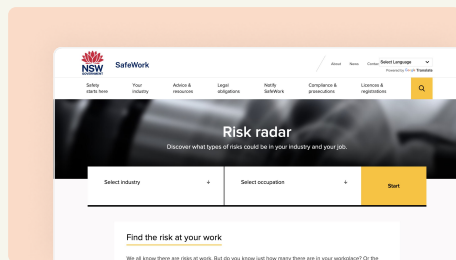 NSW
GOVERNMENT
SafeWork
About
News
Contact
Select Language
Powered by Google Translate
Safety
starts here
Your
industry
Advice &
resources
Legal
obligations
Notify
SafeWork
Compliance &
prosecutions
Licences &
registrations
Risk radar
Discover what types of risks could be in your industry and your job.
Select industry +
Select occupation +
Start
Find the risk at your work
We all know there are risks at work. But do you know just how many there are in your workplace? Or the